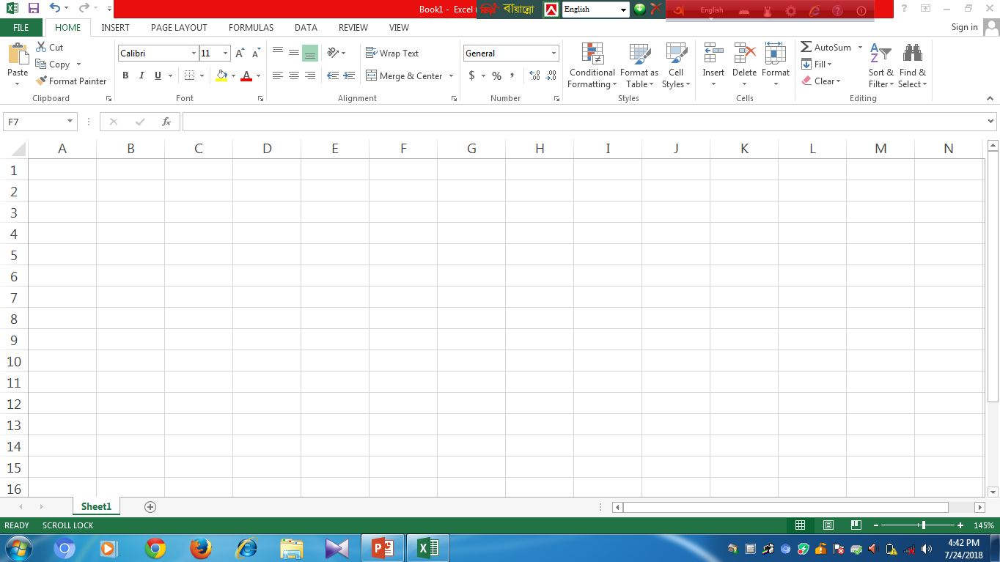 Book1 - Excel (
বায়ান্নো
English
অ English
FILE HOME INSERT PAGE LAYOUT FORMULAS DATA REVIEW VIEW Sign in
Paste
Cut
Copy
Format Painter
Clipboard
Calibri 11
B I U
Font
Wrap Text
Merge & Center
Alignment
General
$ % ,
Number
Conditional Formatting
Format as Table
Cell Styles
Styles
Insert Delete Format
Cells
AutoSum
Fill
Clear
Sort & Filter
Find & Select
Editing
F7 fx
A B C D E F G H I J K L M N
1
2
3
4
5
6
7
8
9
10
11
12
13
14
15
16
Sheet1
READY SCROLL LOCK 145%
4:42 PM
7/24/2018